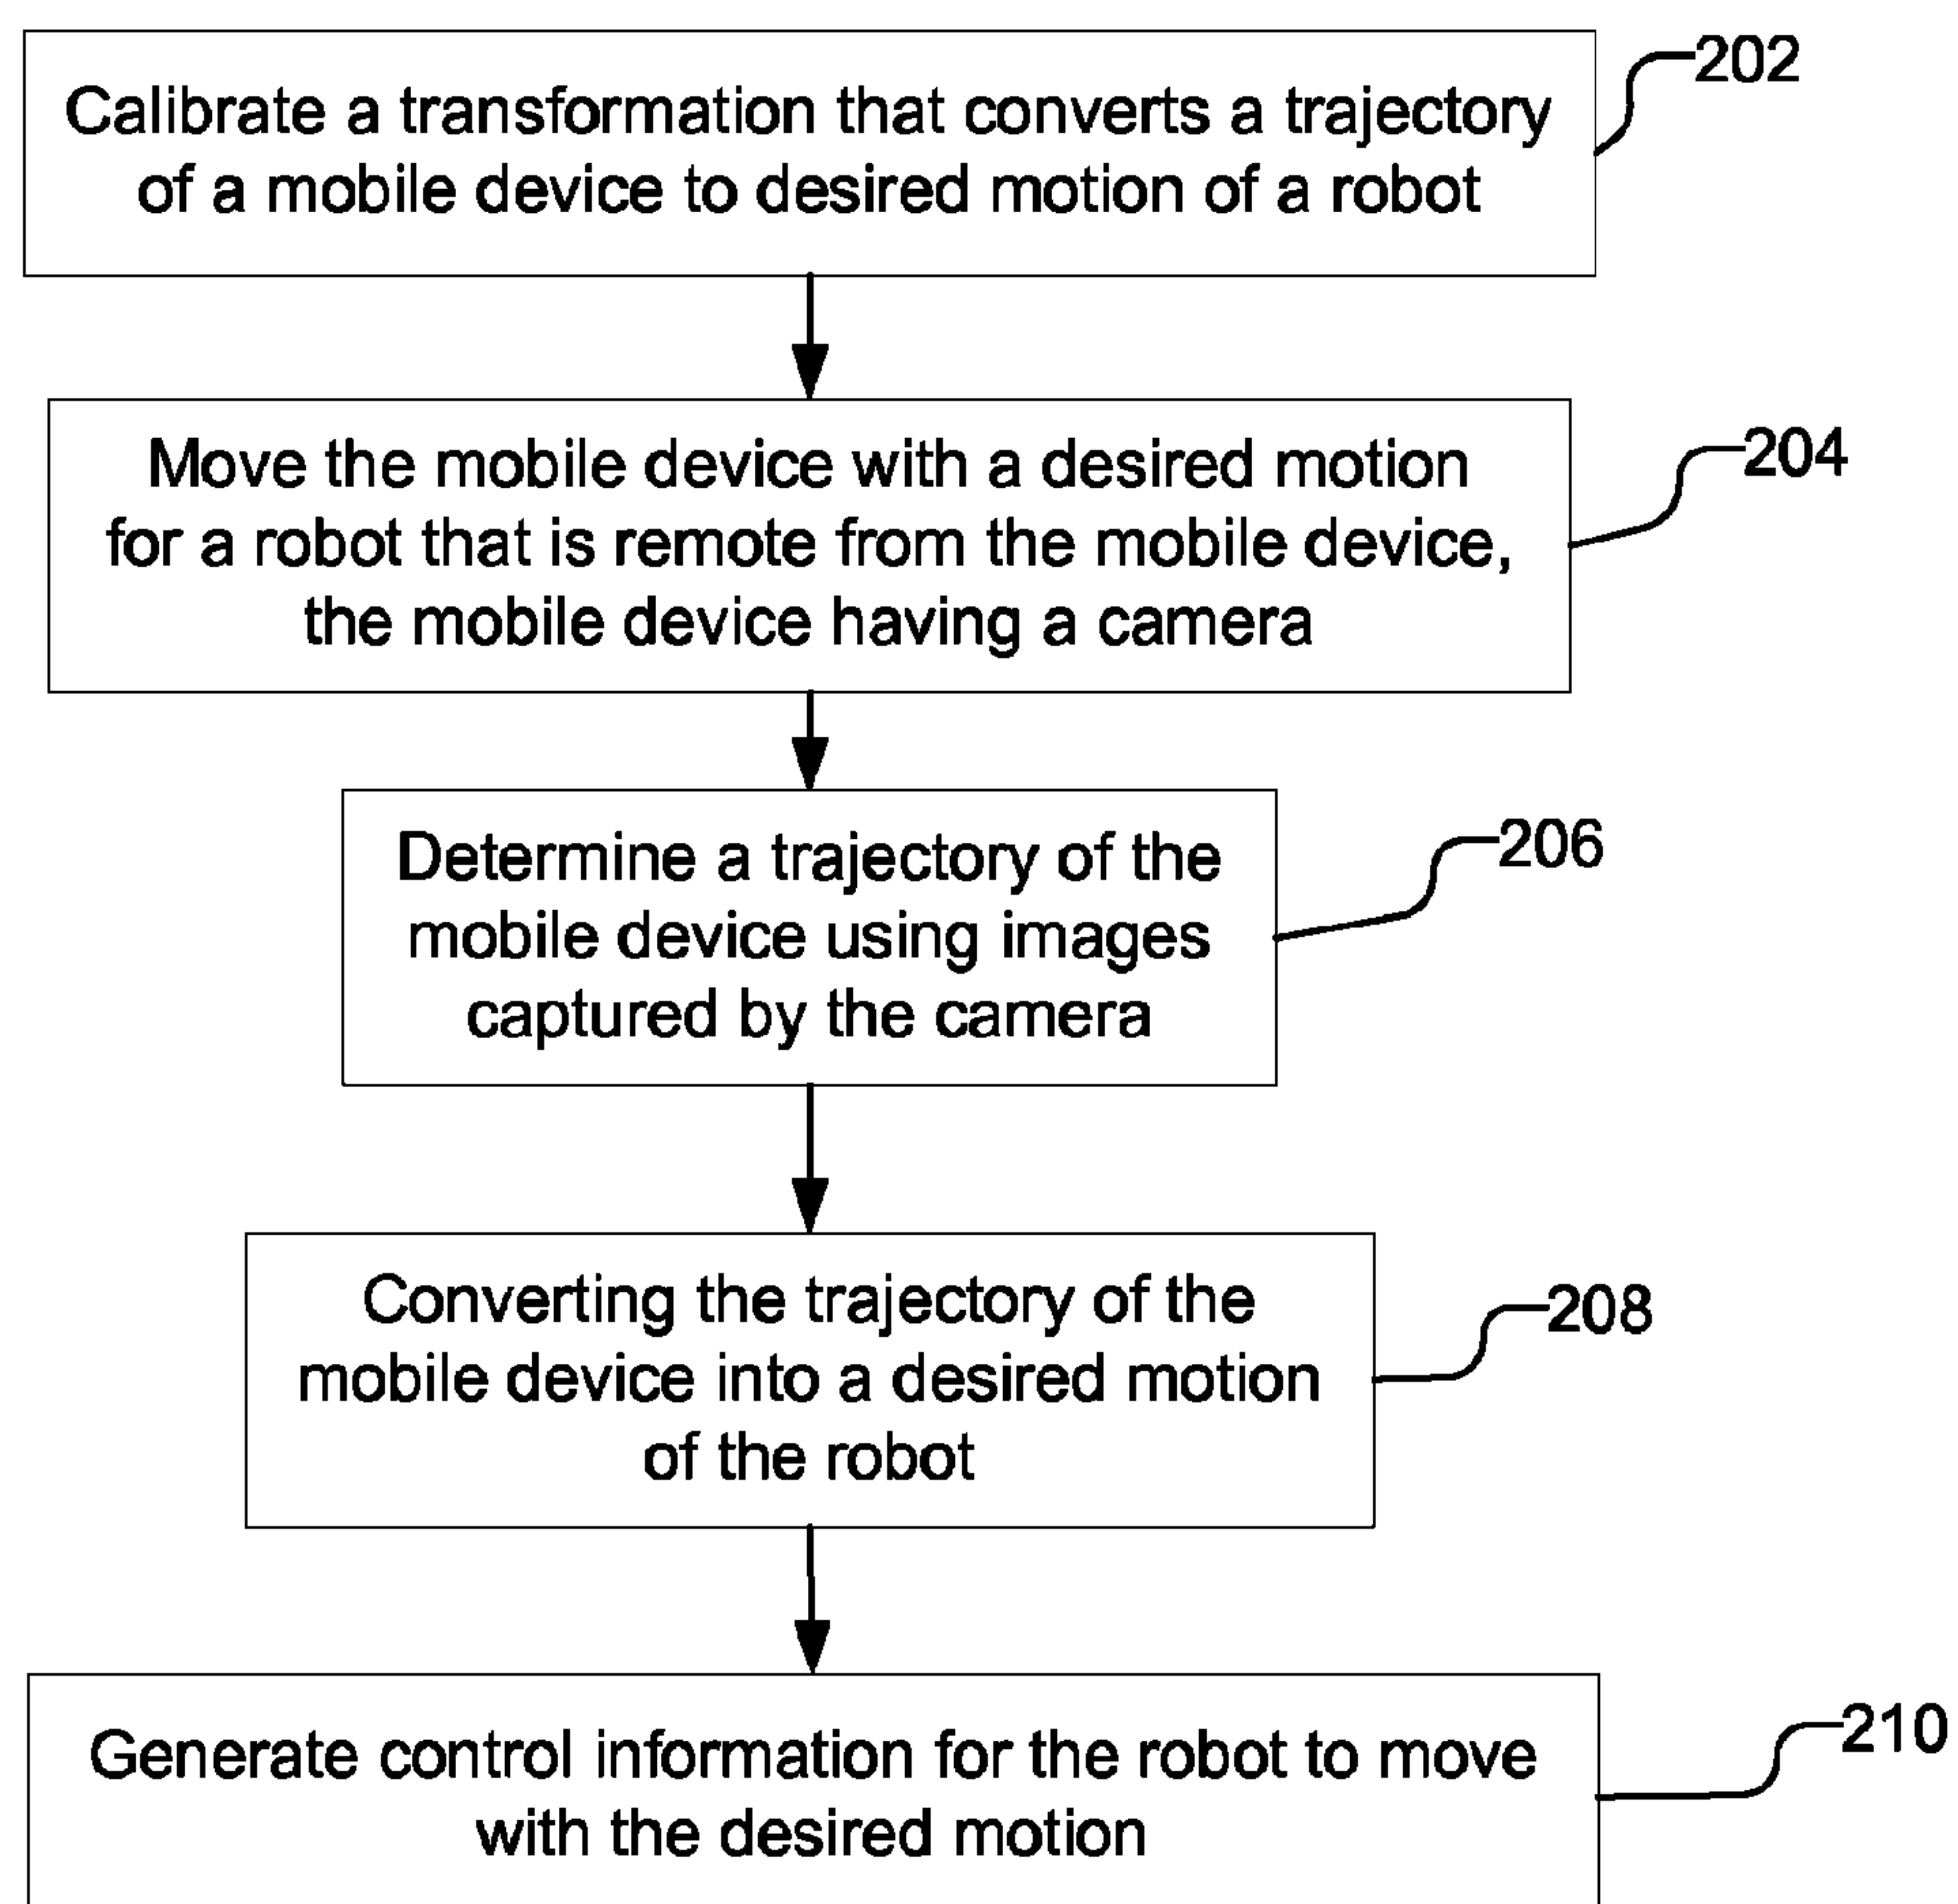 Calibrate a transformation that converts a trajectory
of a mobile device to desired motion of a robot
202
Move the mobile device with a desired motion
for a robot that is remote from the mobile device,
the mobile device having a camera
204
Determine a trajectory of the
mobile device using images
captured by the camera
206
Converting the trajectory of the
mobile device into a desired motion
of the robot
208
Generate control information for the robot to move
with the desired motion
210